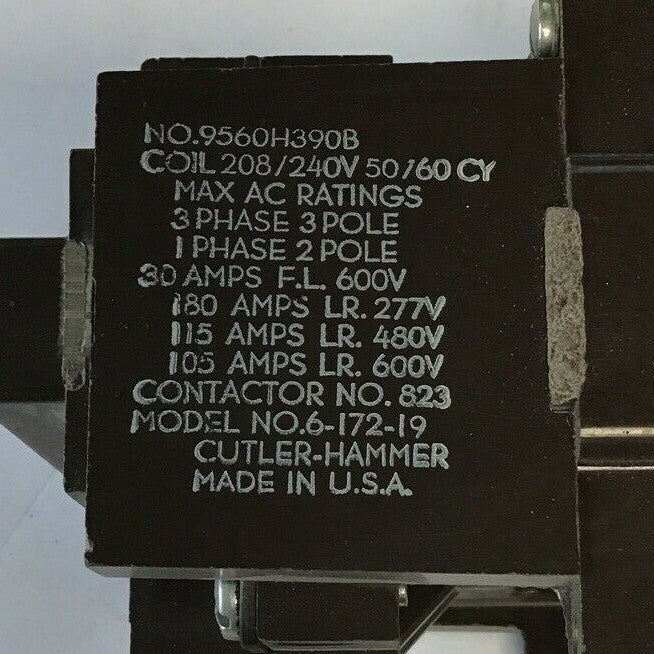 NO.9560H390B
COIL 208/240V 50/60 CY
MAX AC RATINGS
3 PHASE 3 POLE
1 PHASE 2 POLE
30 AMPS F.L. 600V
180 AMPS LR. 277V
115 AMPS LR. 480V
105 AMPS LR. 600V
CONTACTOR NO. 823
MODEL NO.6-172-19
CUTLER-HAMMER
MADE IN U.S.A.